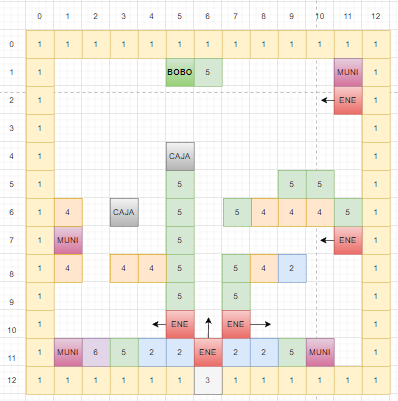 0 1 2 3 4 5 6 7 8 9 10 11 12
0 1 1 1 1 1 1 1 1 1 1 1 1 1
1 1 BOBO 5 MUNI 1
2 1 ENE 1
3 1 1
4 1 CAJA 1
5 1 5 5 5 1
6 1 4 CAJA 5 5 4 4 4 5 1
7 1 MUNI 5 ENE 1
8 1 4 4 4 5 5 4 2 1
9 1 5 5 1
10 1 ENE ENE 1
11 1 MUNI 6 5 2 2 ENE 2 2 5 MUNI 1
12 1 1 1 1 1 1 3 1 1 1 1 1 1